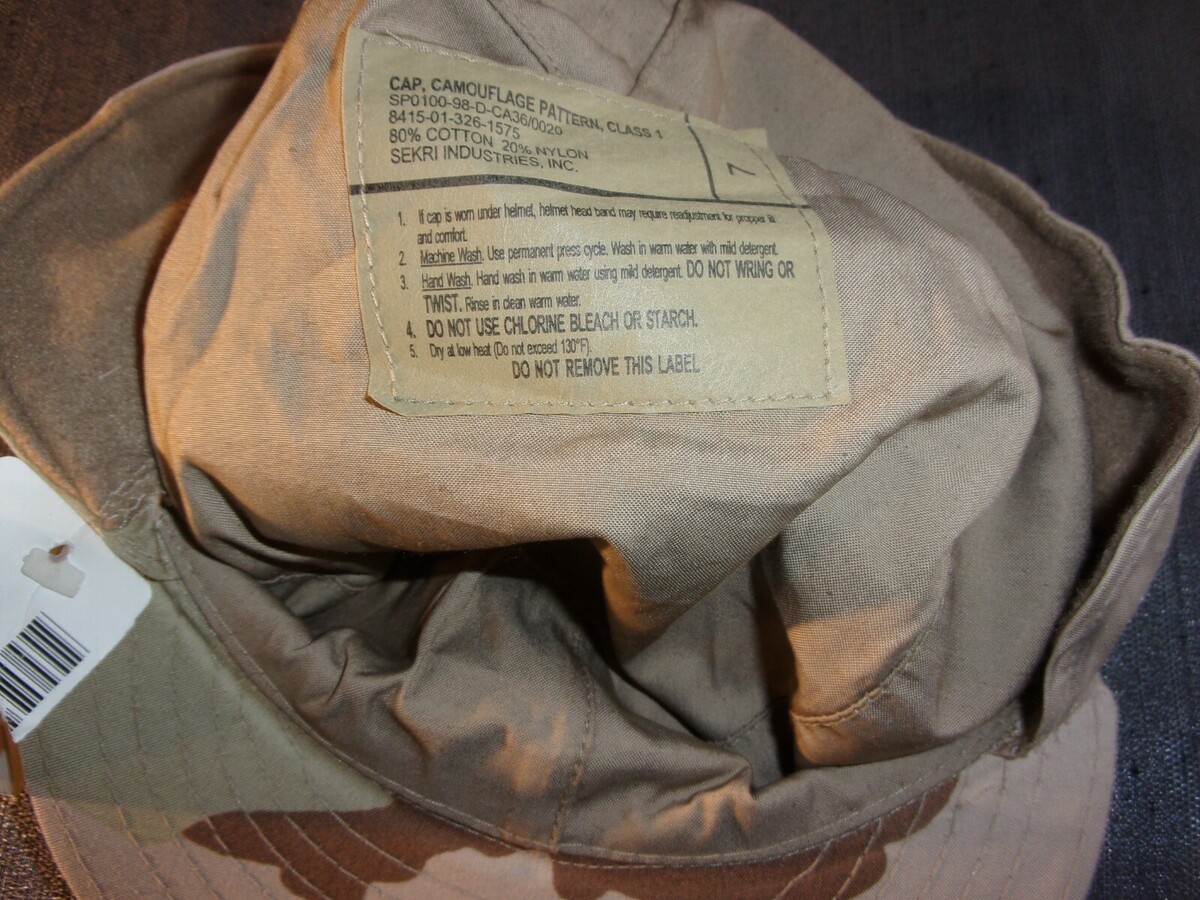 CAP, CAMOUFLAGE PATTERN, CLASS 1
SP0100-98-D-CA36/0020
8415-01-326-1575
80% COTTON 20% NYLON
SEKRI INDUSTRIES, INC.
7
1. If cap is worn under helmet, helmet head band may require readjustment for propper fit
and comfort.
2. Machine Wash. Use permanent press cycle. Wash in warm water with mild detergent.
3. Hand Wash. Hand wash in warm water using mild detergent. DO NOT WRING OR
TWIST. Rinse in clean warm water.
4. DO NOT USE CHLORINE BLEACH OR STARCH.
5. Dry at low heat (Do not exceed 130°F).
DO NOT REMOVE THIS LABEL